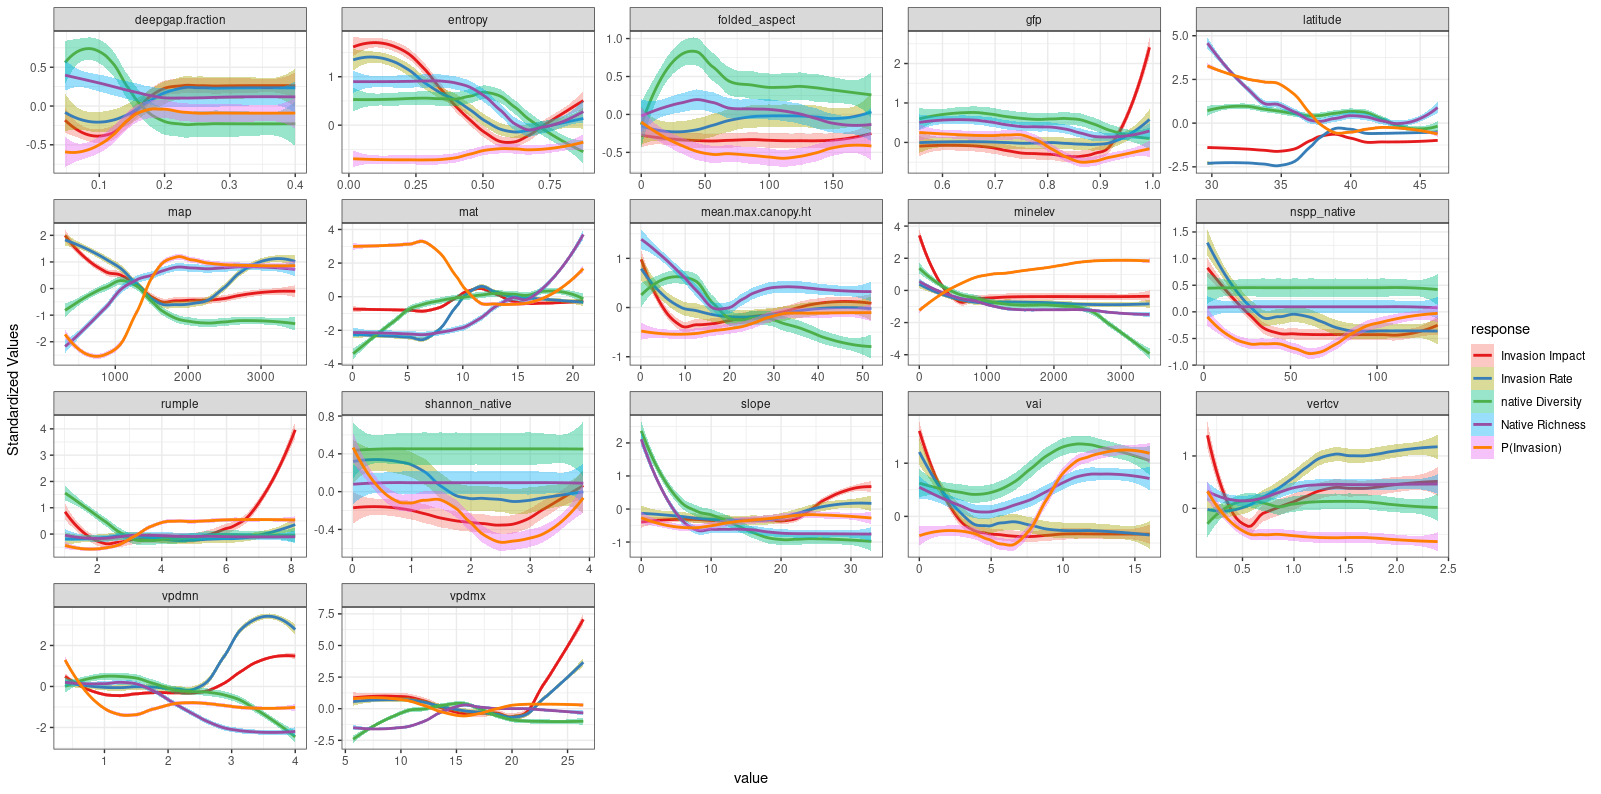 deepgap.fraction entropy folded_aspect gfp latitude
0.5 0.0 -0.5
0.1 0.2 0.3 0.4
1 0
0.00 0.25 0.50 0.75
1.0 0.5 0.0 -0.5
0 50 100 150
2 1 0
0.6 0.7 0.8 0.9 1.0
5.0 2.5 0.0 -2.5
30 35 40 45
map mat mean.max.canopy.ht minelev nspp_native
2 1 0 -1 -2
1000 2000 3000
4 2 0 -2 -4
0 5 10 15 20
1 0 -1
0 10 20 30 40 50
4 2 0 -2 -4
0 1000 2000 3000
1.5 1.0 0.5 0.0 -0.5 -1.0
0 50 100
rumple shannon_native slope vai vertcv
4 3 2 1 0
2 4 6 8
0.8 0.4 0.0 -0.4
0 1 2 3 4
2 1 0 -1
0 10 20 30
1 0
0 5 10 15
1 0
0.5 1.0 1.5 2.0 2.5
vpdmn vpdmx
2 0 -2
1 2 3 4
7.5 5.0 2.5 0.0 -2.5
5 10 15 20 25
Standardized Values
value
response
Invasion Impact
Invasion Rate
native Diversity
Native Richness
P(Invasion)